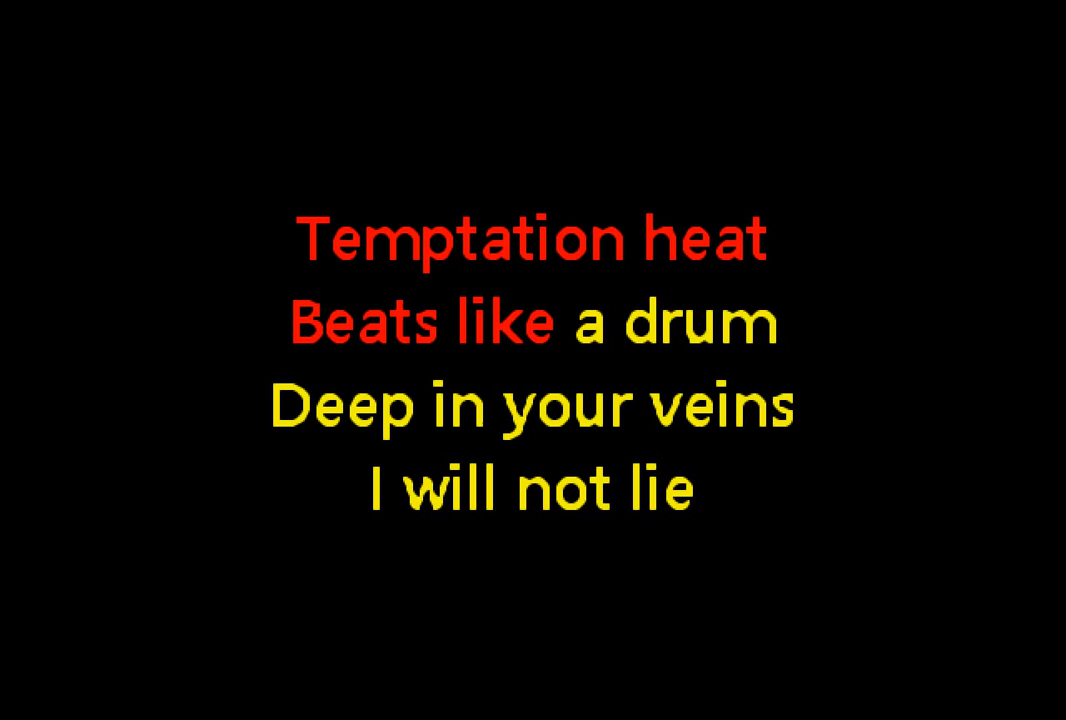 Temptation heat
Beats like a drum
Deep in your veins
I will not lie